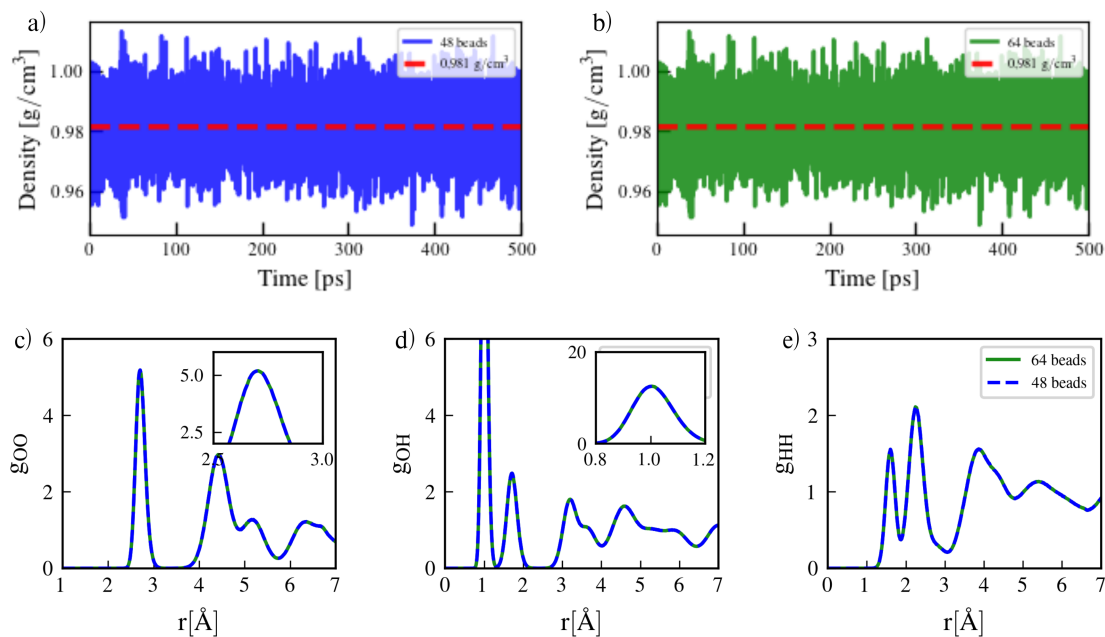 a)
Density [g/cm³]
1.00
0.98
0.96
48 beads
0.981 g/cm³
0
100
200
300
400
500
Time [ps]
b)
Density [g/cm³]
1.00
0.98
0.96
64 beads
0.981 g/cm³
0
100
200
300
400
500
Time [ps]
c)
gOO
6
4
2
0
5.0
2.5
2.5
3.0
1
2
3
4
5
6
7
r[Å]
d)
gOH
6
4
2
0
20
0
0.8
1.0
1.2
0
1
2
3
4
5
6
7
r[Å]
e)
gHH
3
2
1
0
64 beads
48 beads
0
1
2
3
4
5
6
7
r[Å]